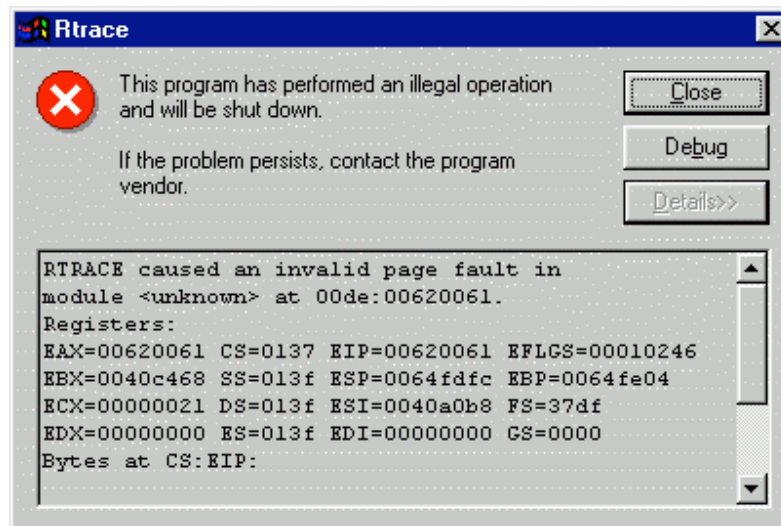 Rtrace
This program has performed an illegal operation
and will be shut down.
If the problem persists, contact the program
vendor.
Close
Debug
Details>>
RTRACE caused an invalid page fault in
module <unknown> at 00de:00620061.
Registers:
EAX=00620061 CS=0137 EIP=00620061 EFLGS=00010246
EBX=0040c468 SS=013f ESP=0064fdfc EBP=0064fe04
ECX=00000021 DS=013f ESI=0040a0b8 FS=37df
EDX=00000000 ES=013f EDI=00000000 GS=0000
Bytes at CS:EIP: